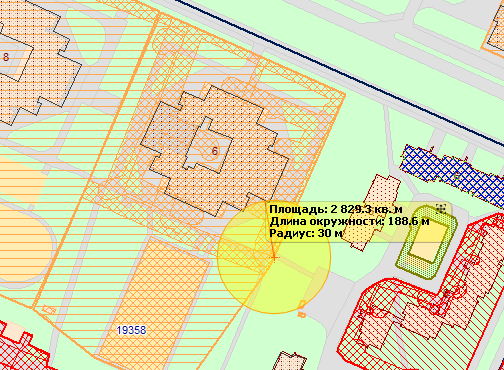 8
6
Площадь: 2 829.3 кв. м
Длина окружности: 188.6 м
Радиус: 30 м
19358